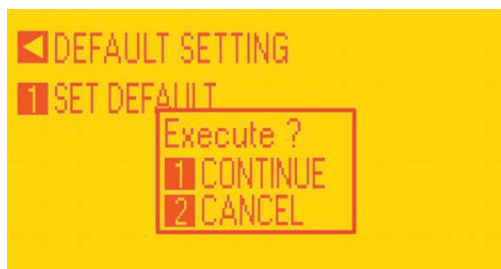 ◀ DEFAULT SETTING
1 SET DEFAULT
Execute ?
1 CONTINUE
2 CANCEL